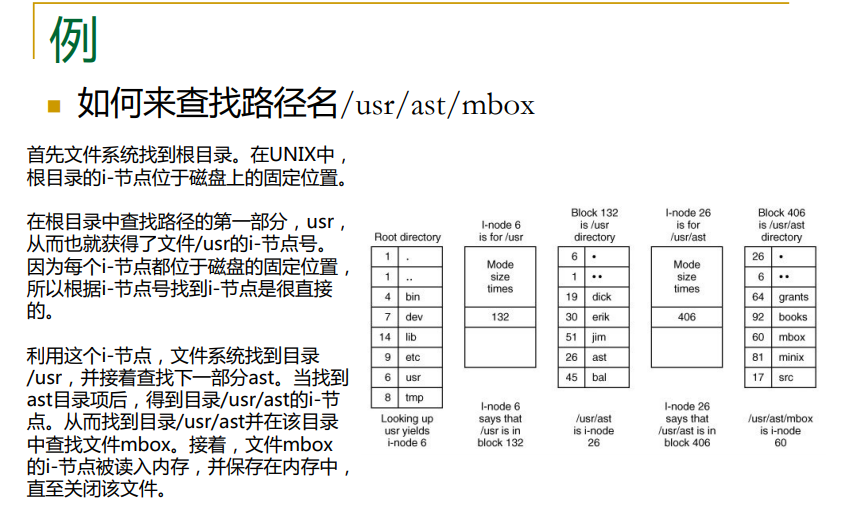 例
■ 如何来查找路径名/usr/ast/mbox
首先文件系统找到根目录。在UNIX中，
根目录的i-节点位于磁盘上的固定位置。
在根目录中查找路径的第一部分，usr，
从而也就获得了文件/usr的i-节点号。
因为每个i-节点都位于磁盘的固定位置，
所以根据i-节点号找到i-节点是很直接
的。
利用这个i-节点，文件系统找到目录
/usr，并接着查找下一部分ast。当找到
ast目录项后，得到目录/usr/ast的i-节
点。从而找到目录/usr/ast并在该目录
中查找文件mbox。接着，文件mbox
的i-节点被读入内存，并保存在内存中，
直至关闭该文件。
Root directory
1 .
1 ..
4 bin
7 dev
14 lib
9 etc
6 usr
8 tmp
Looking up
usr yields
i-node 6
I-node 6
is for /usr
Mode
size
times
132
I-node 6
says that
/usr is in
block 132
Block 132
is /usr
directory
6 •
1 ••
19 dick
30 erik
51 jim
26 ast
45 bal
/usr/ast
is i-node
26
I-node 26
is for
/usr/ast
Mode
size
times
406
I-node 26
says that
/usr/ast is in
block 406
Block 406
is /usr/ast
directory
26 •
6 ••
64 grants
92 books
60 mbox
81 minix
17 src
/usr/ast/mbox
is i-node
60